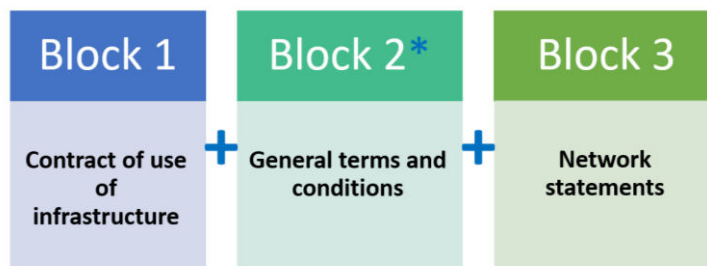 Block 1
Contract of use
of
infrastructure
+
Block 2*
General terms and
conditions
+
Block 3
Network
statements